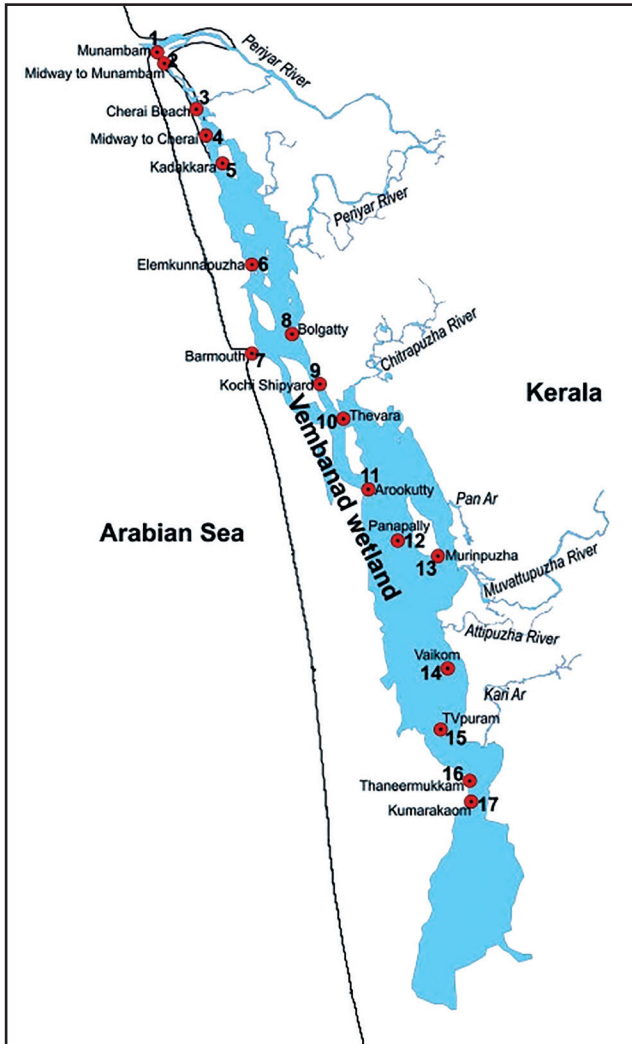 1
Munambam
2
Midway to Munambam
Periyar River
3
Cherai Beach
Midway to Cherai 4
Kadakkara 5
Periyar River
Elemkunnapuzha 6
8
Bolgatty
Chitrapuzha River
Barmouth 7
9
Kochi Shipyard
Kerala
10 Thevara
Vembanad wetland
11
Arookutty
Pan Ar
Arabian Sea
Panapally
12
Murinpuzha
13
Muvattupuzha River
Attipuzha River
Vaikom
14
Kari Ar
TVpuram
15
16
Thaneermukkam
Kumarakaom 17